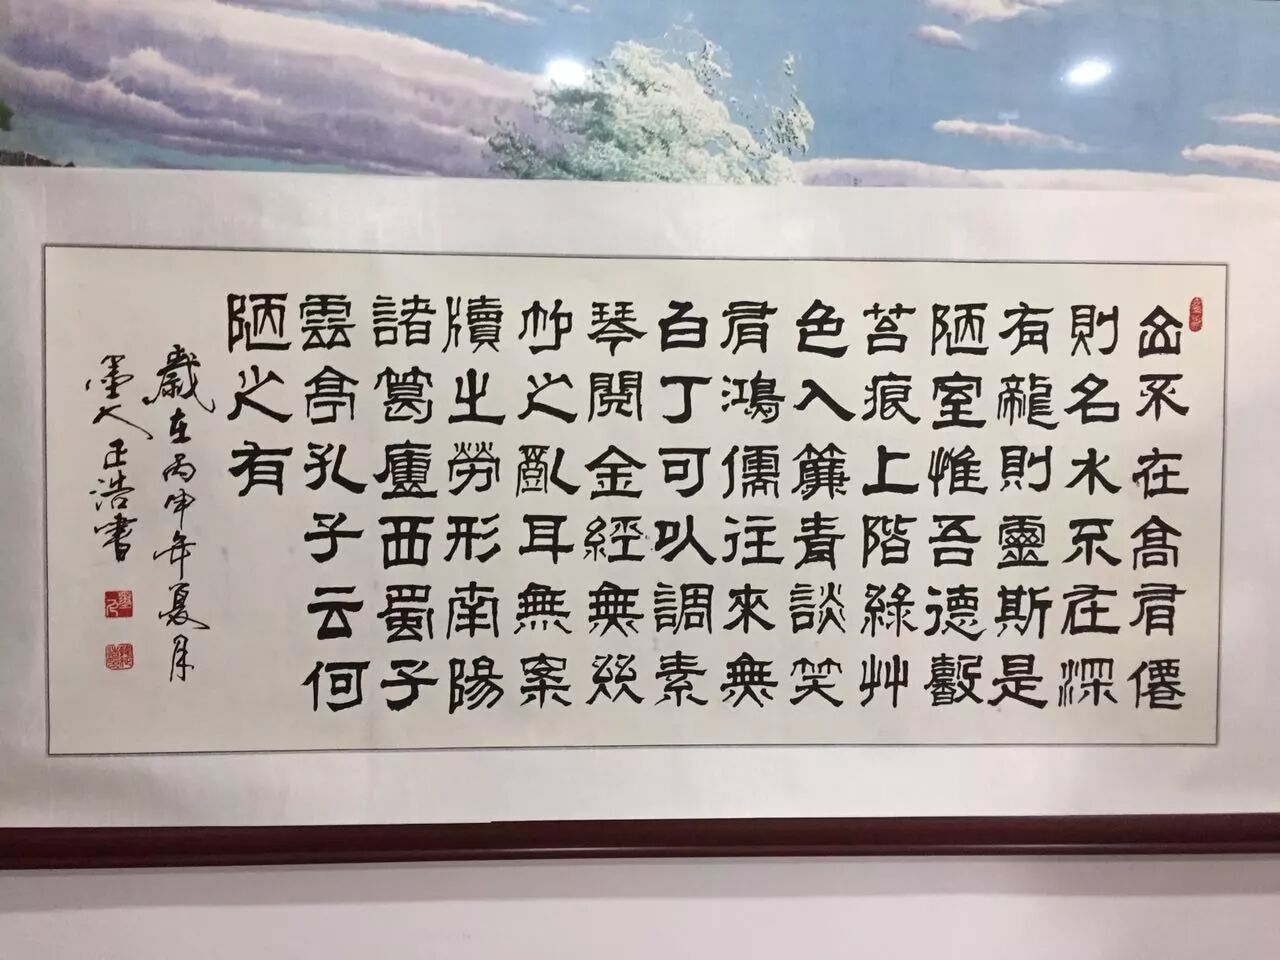 山不在高有僊
則名水不在深
有龍則靈斯是
陋室惟吾德馨
苔痕上階綠艸
色入簾青談笑
有鴻儒往來無
白丁可以調素
琴閱金經無絲
竹之亂耳無案
牘之勞形南陽
諸葛廬西蜀子
雲亭孔子云何
陋之有
歲在丙申年夏月
墨人正浩書
墨人